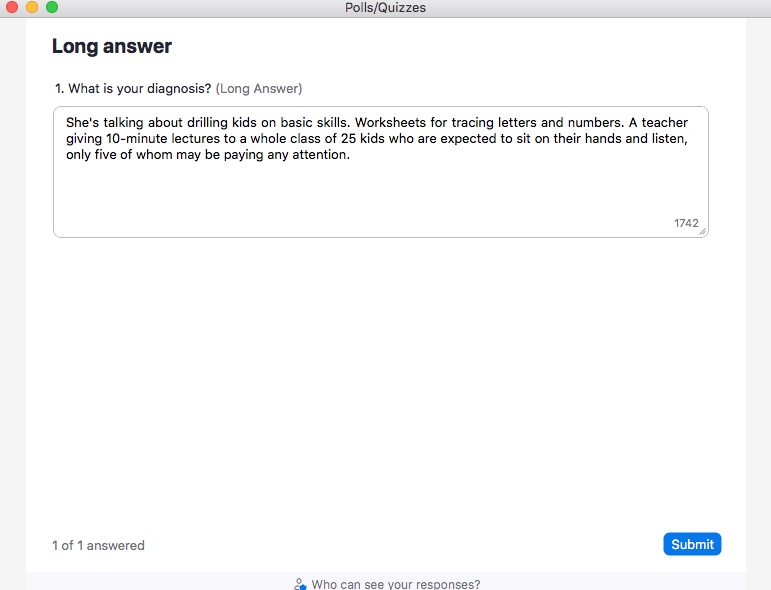 Polls/Quizzes
Long answer
1. What is your diagnosis? (Long Answer)
She's talking about drilling kids on basic skills. Worksheets for tracing letters and numbers. A teacher
giving 10-minute lectures to a whole class of 25 kids who are expected to sit on their hands and listen,
only five of whom may be paying any attention.
1742
1 of 1 answered
Submit
Who can see your responses?